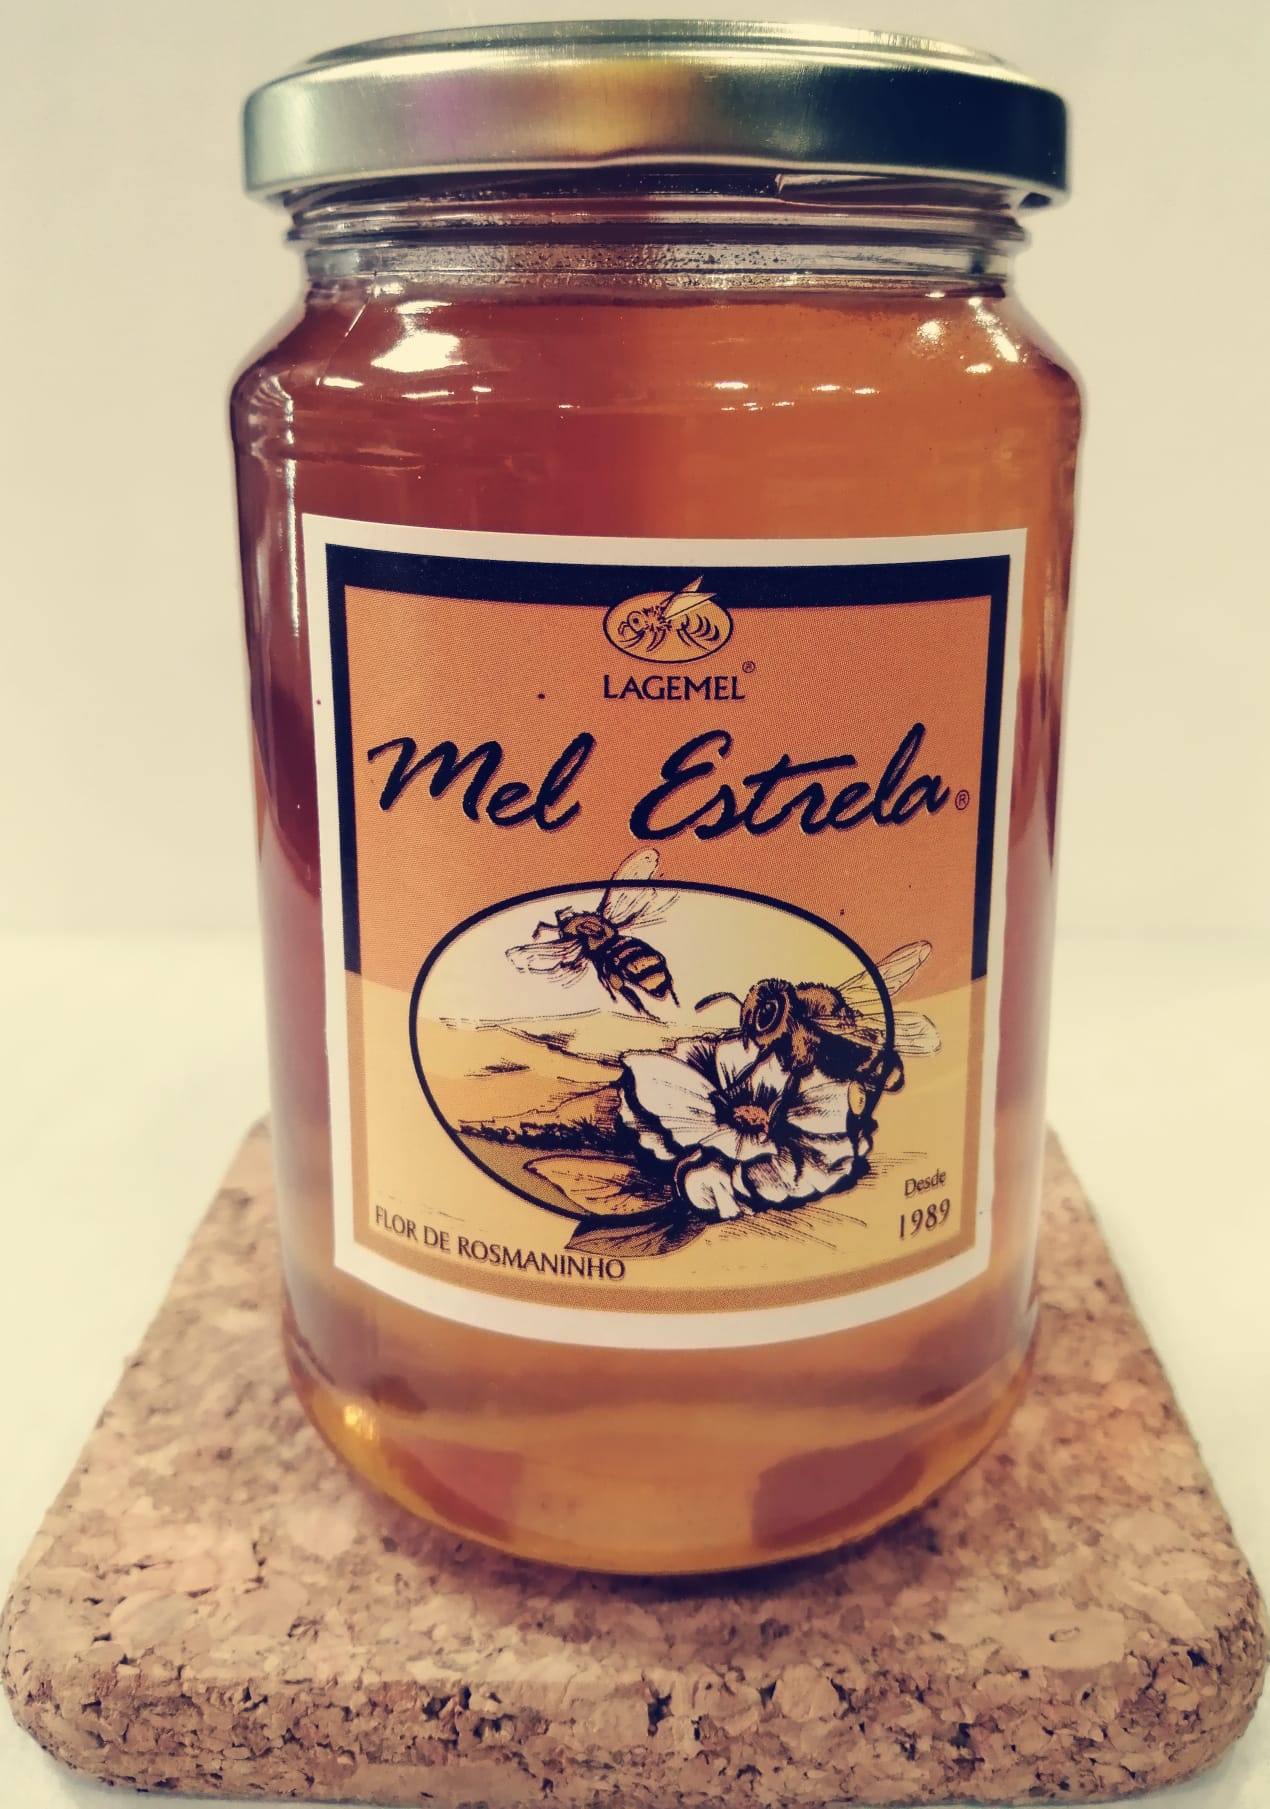 LAGEMEL®
Mel Estrela®
Desde
1989
FLOR DE ROSMANINHO